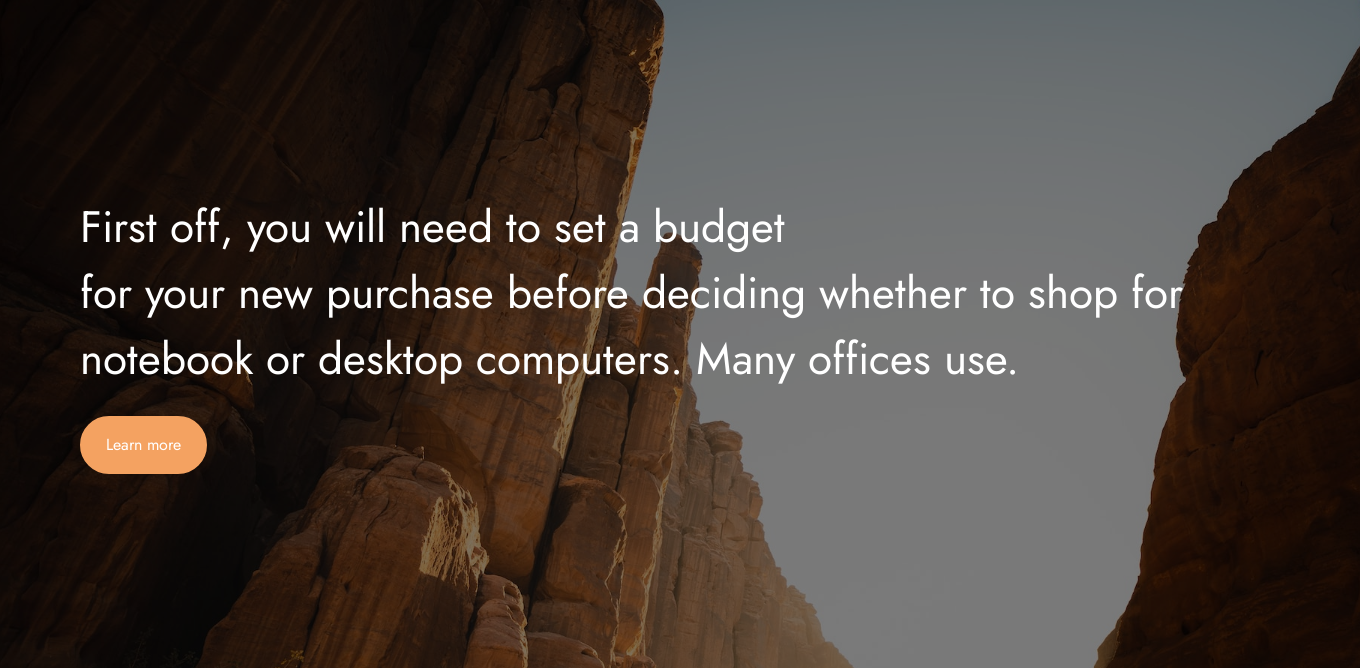 First off, you will need to set a budget
for your new purchase before deciding whether to shop for
notebook or desktop computers. Many offices use.
Learn more